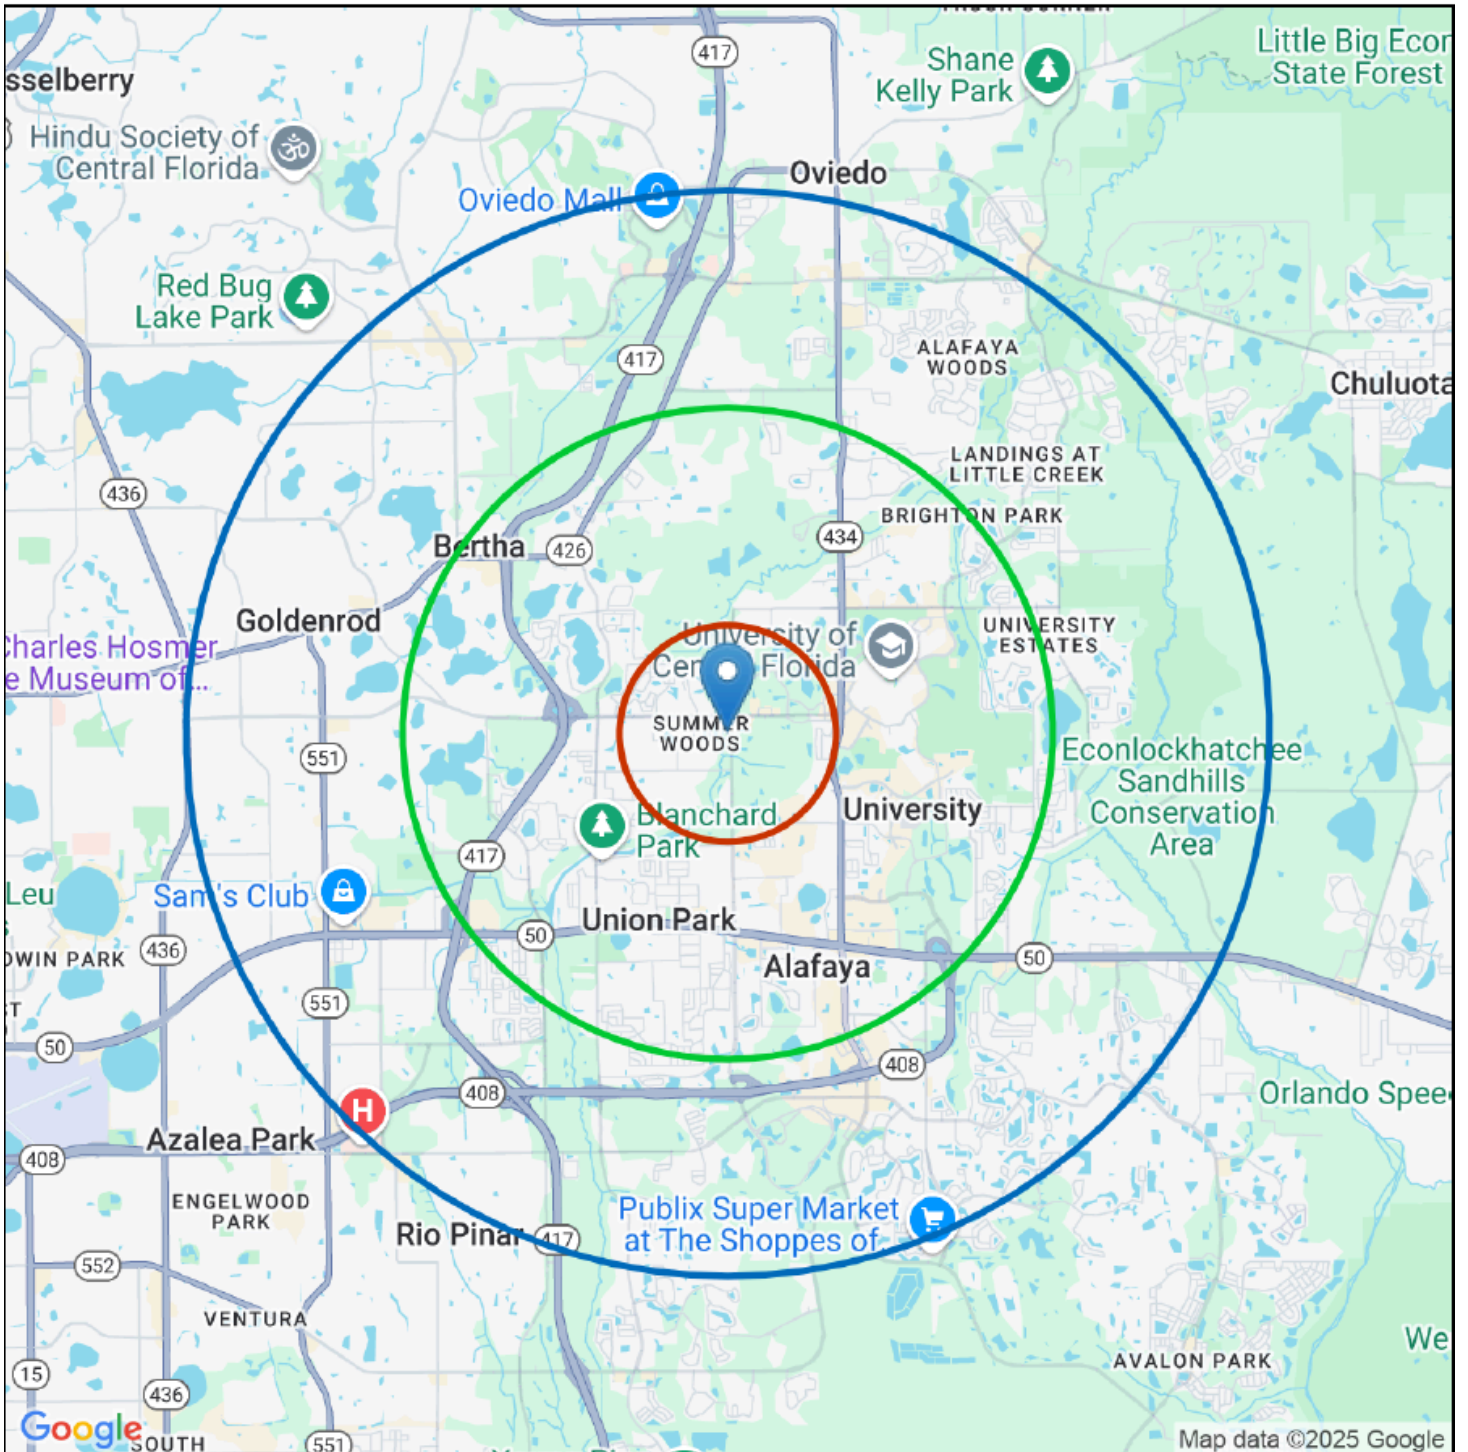 417
Shane
Kelly Park
Little Big Econ
State Forest
sselberry
Hindu Society of
Central Florida
Oviedo
Oviedo Mall
Red Bug
Lake Park
417
ALAFAYA
WOODS
Chuluota
LANDINGS AT
LITTLE CREEK
436
BRIGHTON PARK
434
Bertha
426
Goldenrod
University of
Central Florida
UNIVERSITY
ESTATES
Charles Hosmer
e Museum of...
SUMMER
WOODS
551
Econlockhatchee
Sandhills
Conservation
Area
University
Blanchard
Park
417
Leu
Sam's Club
Union Park
50
436
DWIN PARK
Alafaya
50
551
ST
50
408
408
Orlando Spee
H
Azalea Park
408
ENGELWOOD
PARK
Publix Super Market
at The Shoppes of...
Rio Pinar
417
552
VENTURA
We
AVALON PARK
15
436
Google
SOUTH
551
Map data ©2025 Google